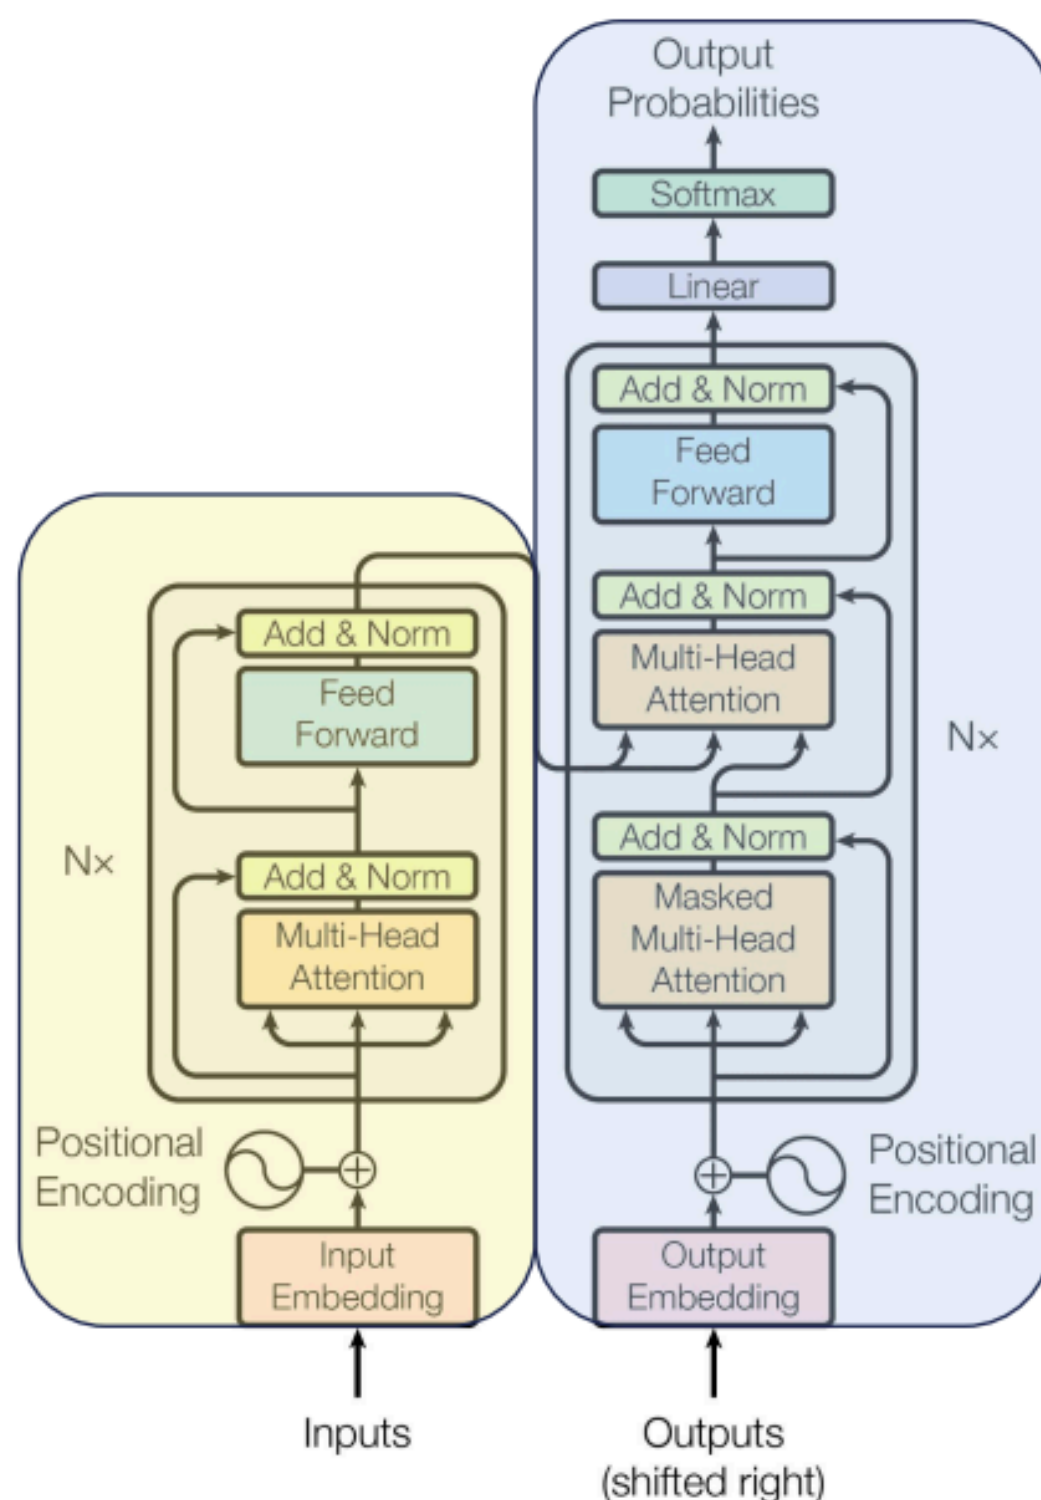 Output
Probabilities
Softmax
Linear
Add & Norm
Feed
Forward
Add & Norm
Multi-Head
Attention
Nx
Add & Norm
Masked
Multi-Head
Attention
Positional
Encoding
Output
Embedding
Outputs
(shifted right)
Add & Norm
Feed
Forward
Nx
Add & Norm
Multi-Head
Attention
Positional
Encoding
Input
Embedding
Inputs